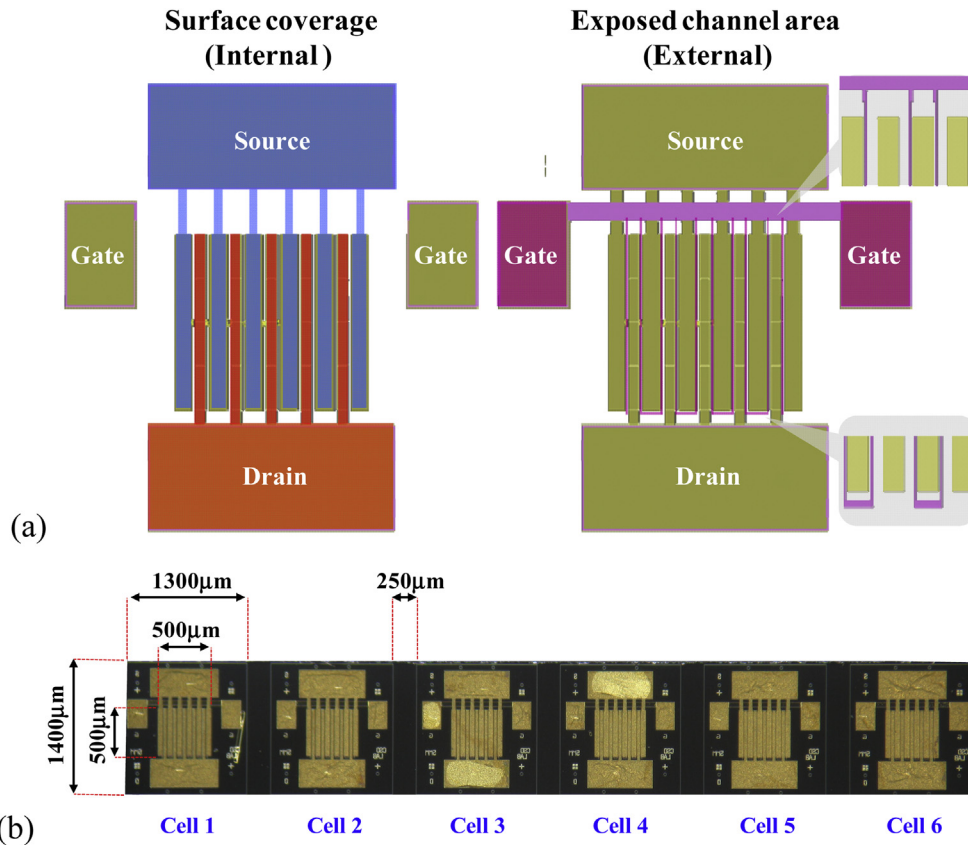 Surface coverage
(Internal )
Exposed channel area
(External)
Source
Source
Gate
Gate
Gate
Gate
Drain
Drain
(a)
1300μm
250μm
500μm
1400μm
500μm
(b)
Cell 1
Cell 2
Cell 3
Cell 4
Cell 5
Cell 6